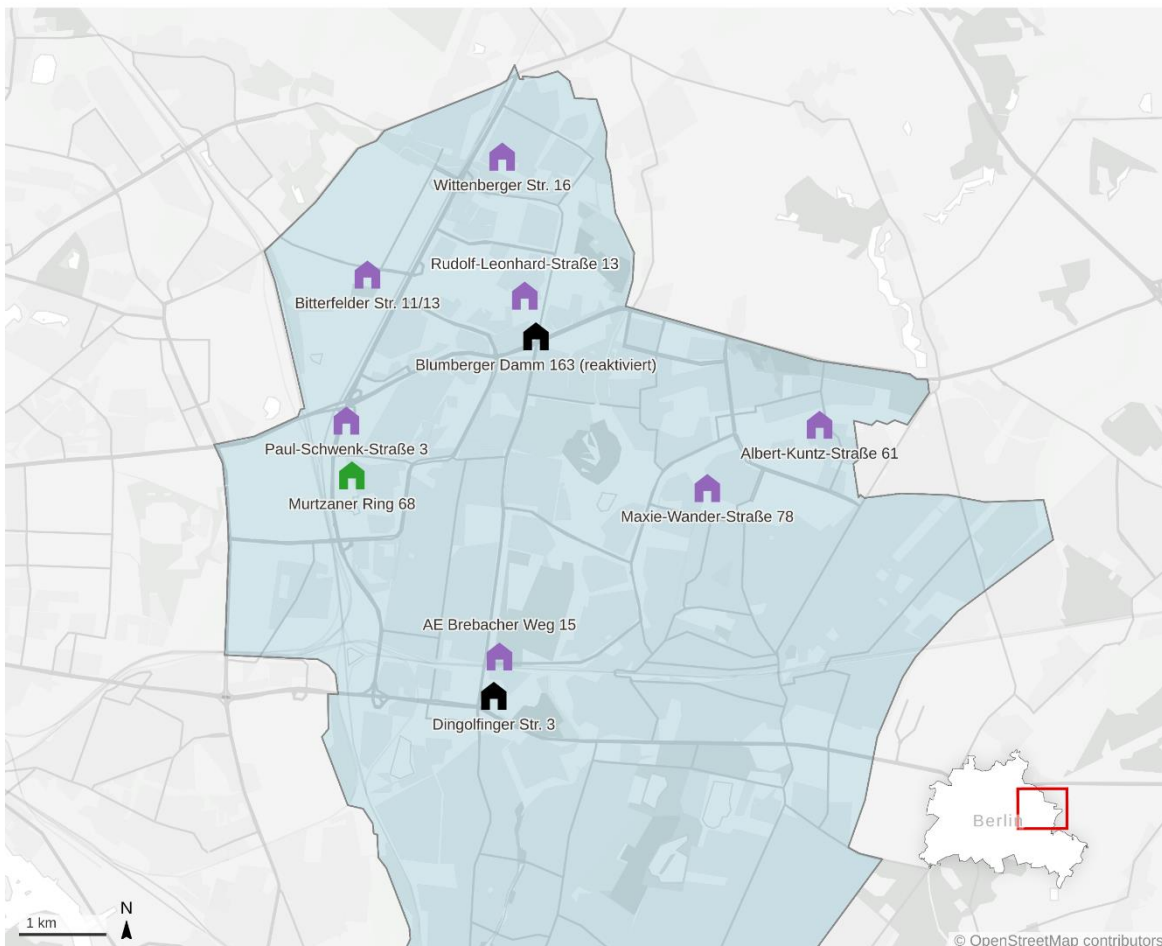 Wittenberger Str. 16
Rudolf-Leonhard-Straße 13
Bitterfelder Str. 11/13
Blumberger Damm 163 (reaktiviert)
Paul-Schwenk-Straße 3
Albert-Kuntz-Straße 61
Murtzaner Ring 68
Maxie-Wander-Straße 78
AE Brebacher Weg 15
Dingolfinger Str. 3
Berlin
N
1 km
© OpenStreetMap contributors